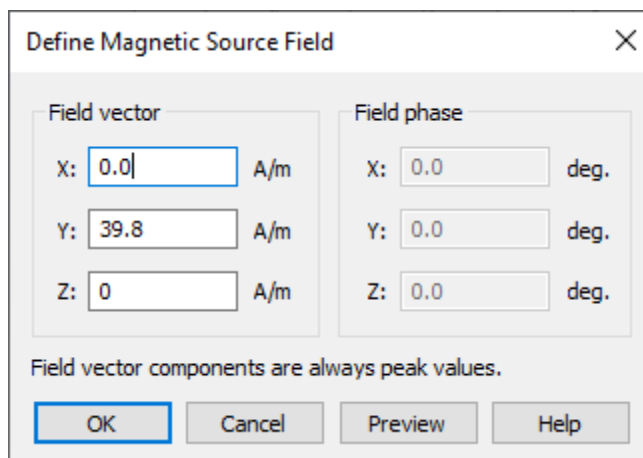 Define Magnetic Source Field
Field vector Field phase
X: 0.0 A/m X: 0.0 deg.
Y: 39.8 A/m Y: 0.0 deg.
Z: 0 A/m Z: 0.0 deg.
Field vector components are always peak values.
OK Cancel Preview Help